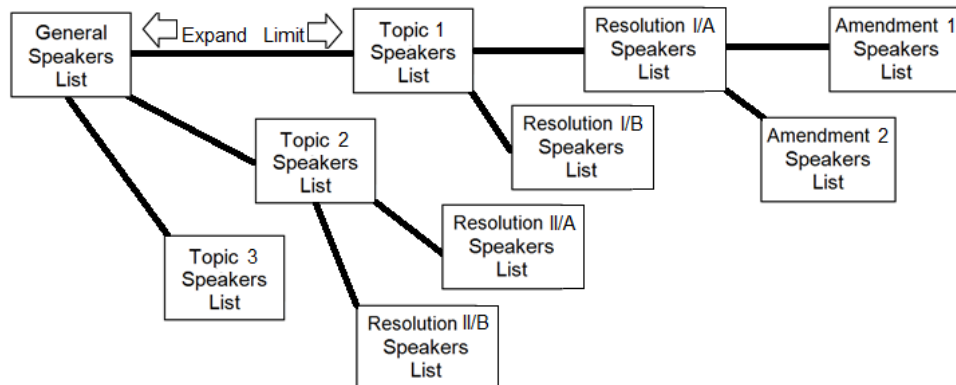 General
Speakers
List
Expand Limit
Topic 1
Speakers
List
Resolution I/A
Speakers
List
Amendment 1
Speakers
List
Resolution I/B
Speakers
List
Amendment 2
Speakers
List
Topic 2
Speakers
List
Resolution II/A
Speakers
List
Topic 3
Speakers
List
Resolution II/B
Speakers
List